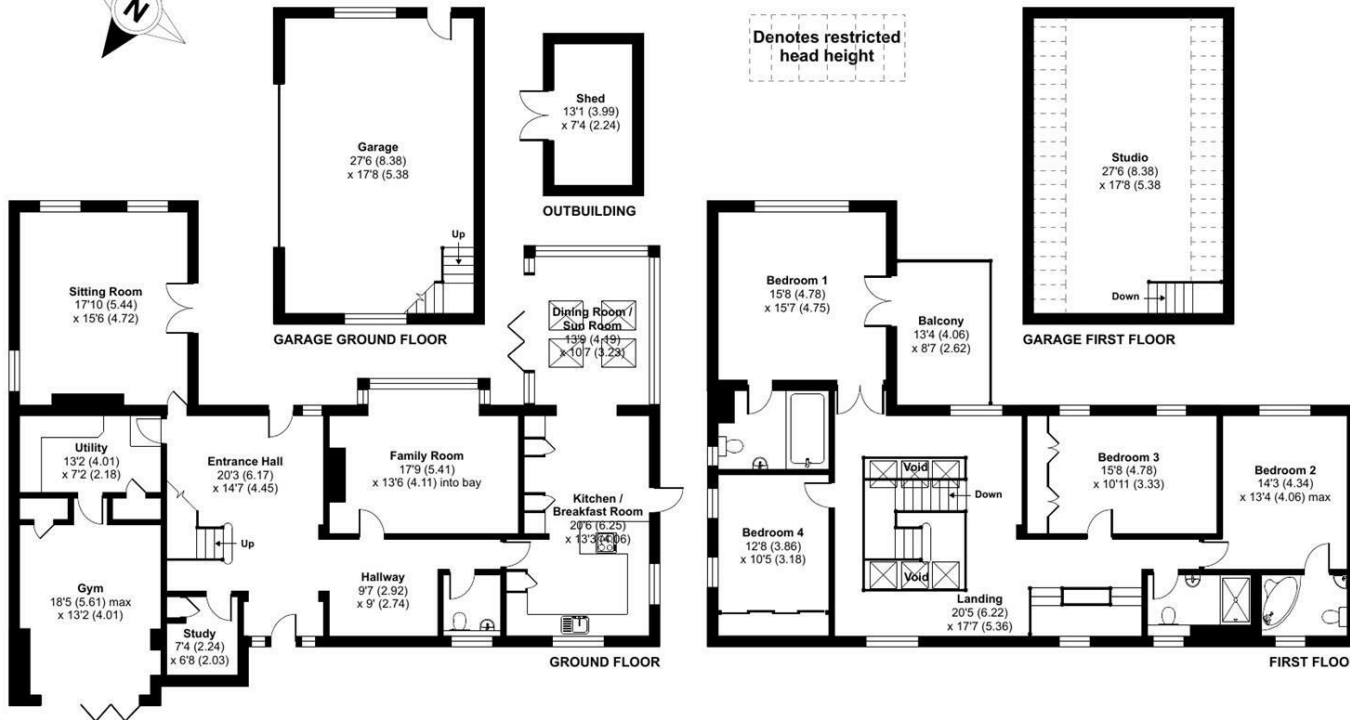 N
Garage
27'6 (8.38)
x 17'8 (5.38
Up
GARAGE GROUND FLOOR
Shed
13'1 (3.99)
x 7'4 (2.24)
OUTBUILDING
Denotes restricted
head height
Studio
27'6 (8.38)
x 17'8 (5.38
Down
GARAGE FIRST FLOOR
Sitting Room
17'10 (5.44)
x 15'6 (4.72)
Dining Room /
Sun Room
13'9 (4.19)
x 10'7 (3.23)
Utility
13'2 (4.01)
x 7'2 (2.18)
Entrance Hall
20'3 (6.17)
x 14'7 (4.45)
Family Room
17'9 (5.41)
x 13'6 (4.11) into bay
Kitchen /
Breakfast Room
20'6 (6.25)
x 13'3 (4.06)
Up
Gym
18'5 (5.61) max
x 13'2 (4.01)
Hallway
9'7 (2.92)
x 9' (2.74)
Study
7'4 (2.24)
x 6'8 (2.03)
GROUND FLOOR
Bedroom 1
15'8 (4.78)
x 15'7 (4.75)
Balcony
13'4 (4.06)
x 8'7 (2.62)
Void
Down
Void
Bedroom 3
15'8 (4.78)
x 10'11 (3.33)
Bedroom 2
14'3 (4.34)
x 13'4 (4.06) max
Bedroom 4
12'8 (3.86)
x 10'5 (3.18)
Landing
20'5 (6.22)
x 17'7 (5.36)
FIRST FLOO